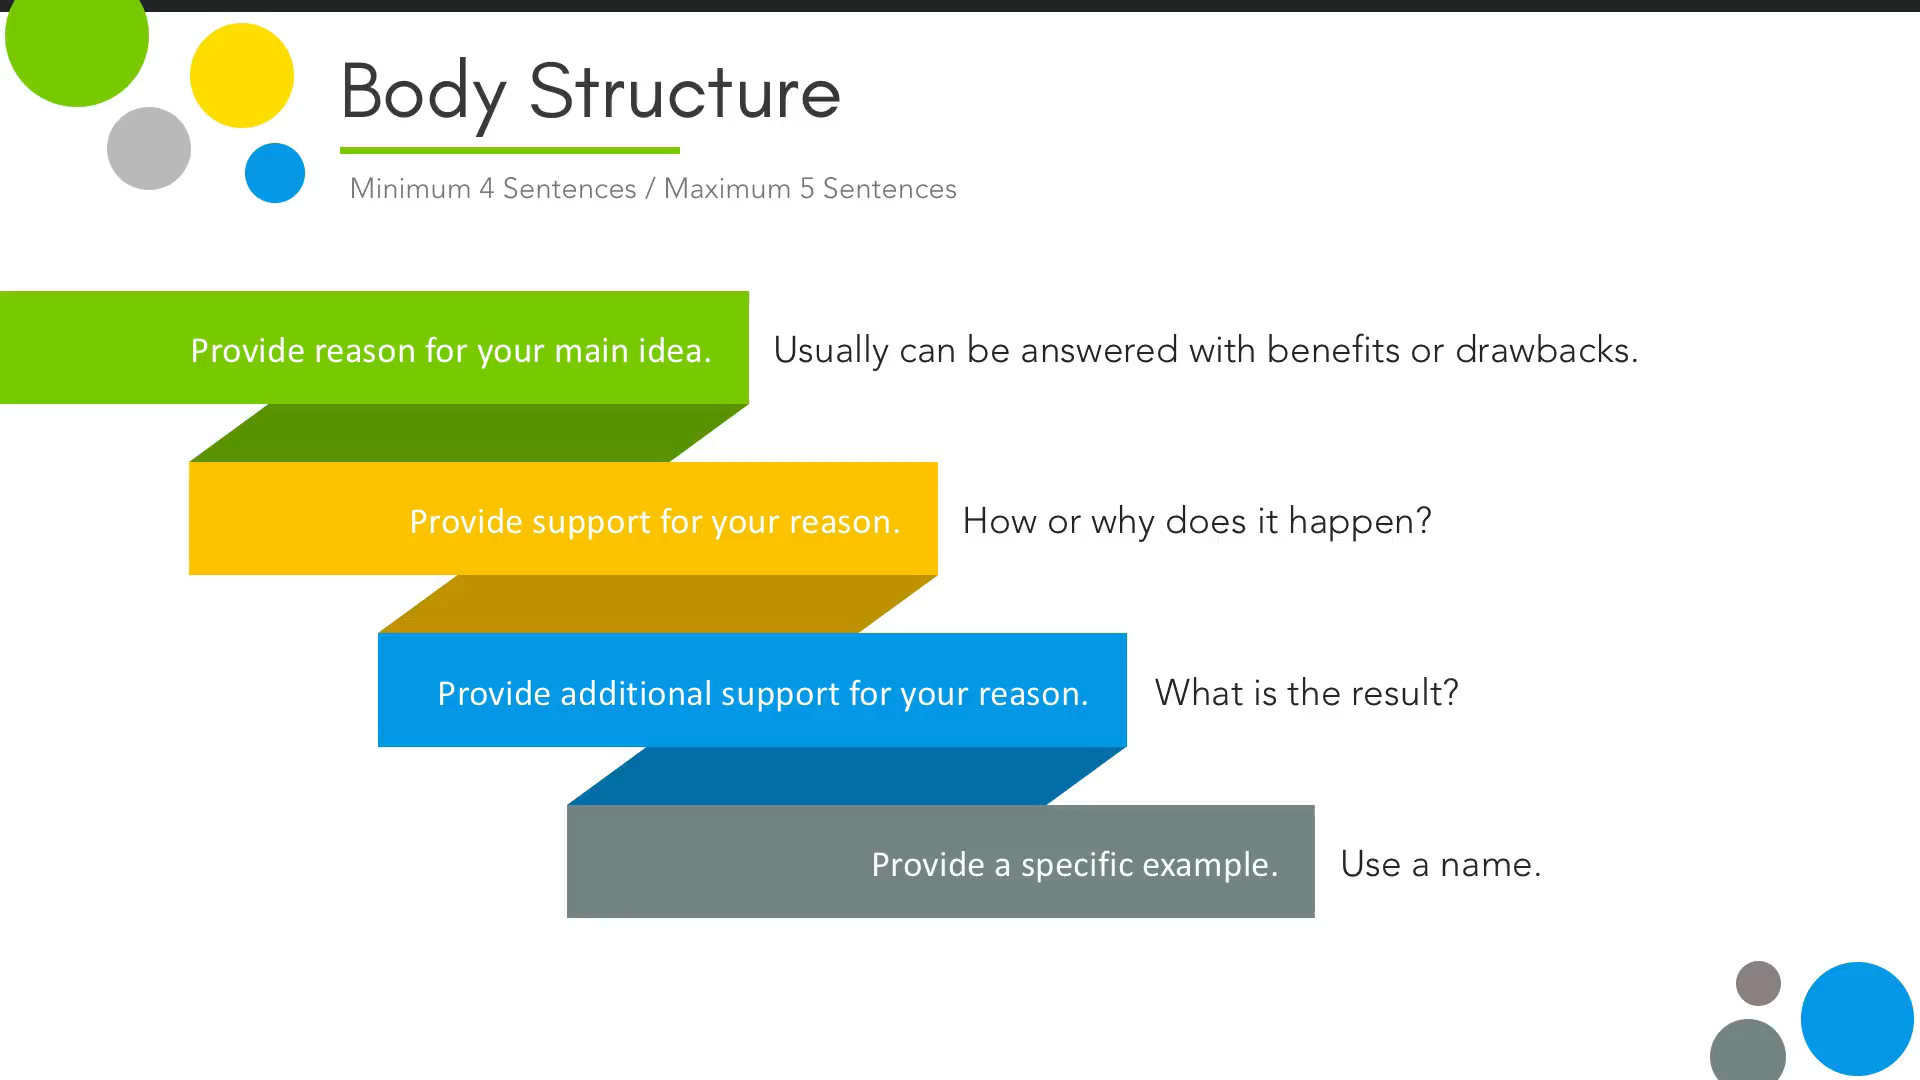 Body Structure
Minimum 4 Sentences / Maximum 5 Sentences
Provide reason for your main idea. Usually can be answered with benefits or drawbacks.
Provide support for your reason. How or why does it happen?
Provide additional support for your reason. What is the result?
Provide a specific example. Use a name.